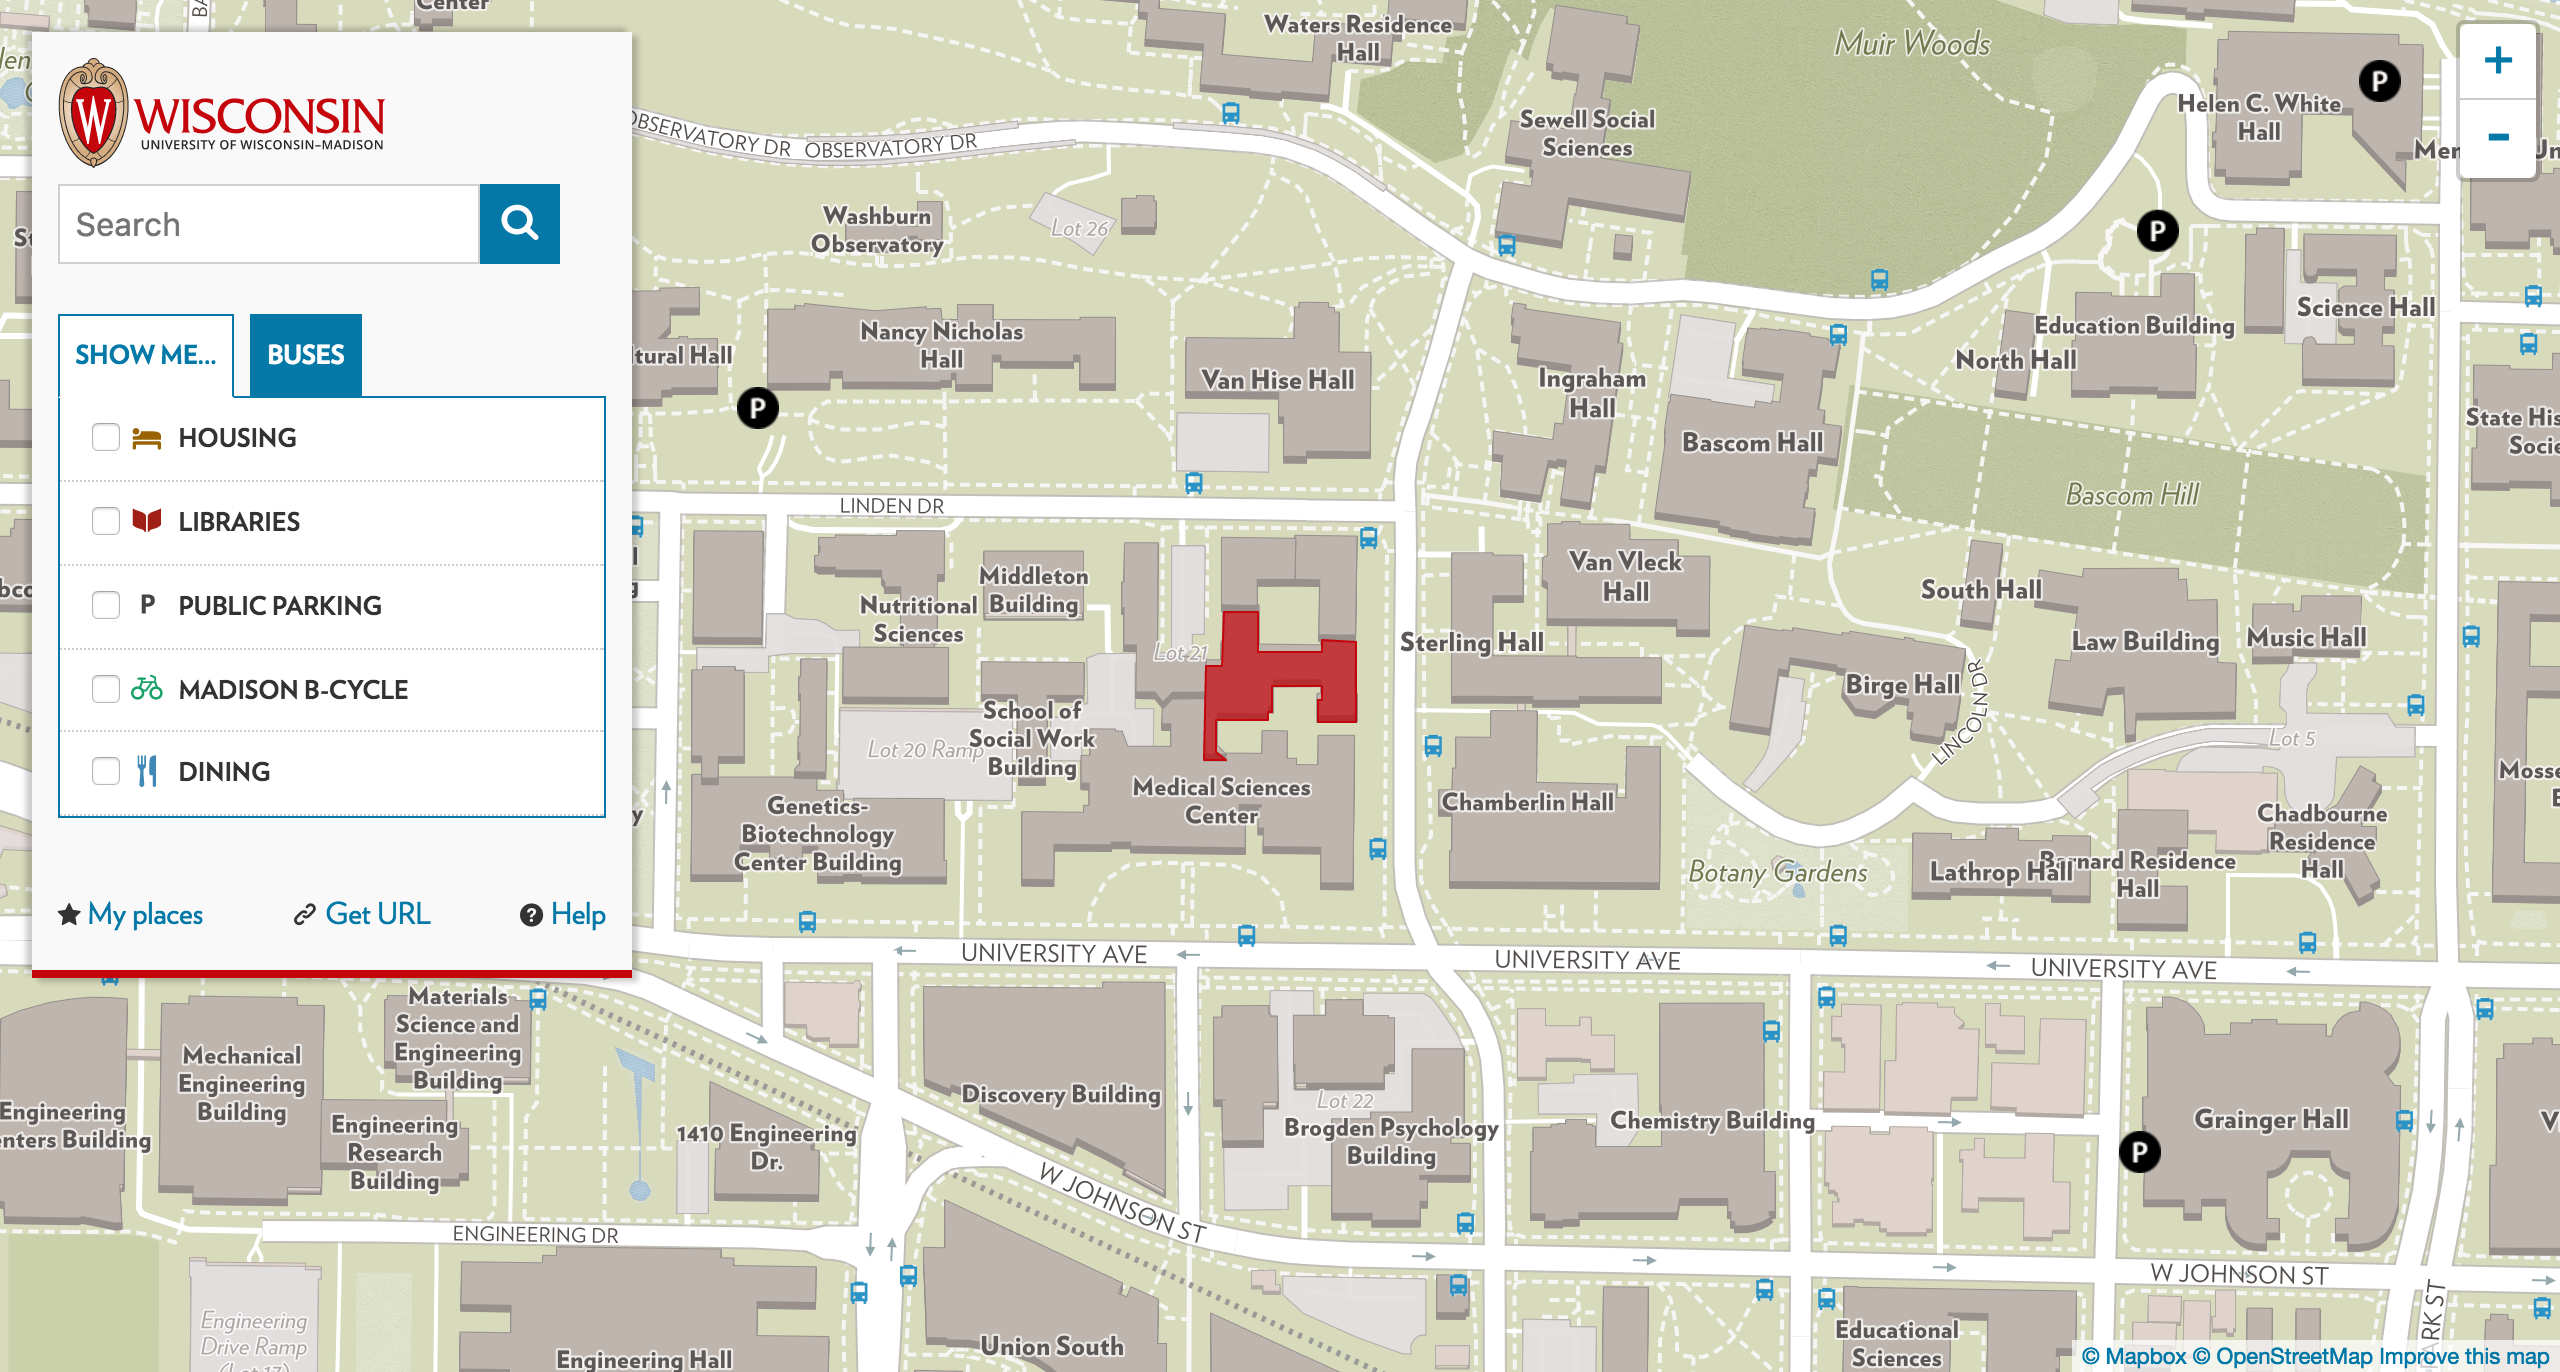 WISCONSIN
UNIVERSITY OF WISCONSIN–MADISON
Search
SHOW ME...
BUSES
HOUSING
LIBRARIES
P PUBLIC PARKING
MADISON B-CYCLE
DINING
My places
Get URL
Help
+
−
Center
BA
Waters Residence
Hall
Muir Woods
Helen C. White
Hall
P
Sewell Social
Sciences
OBSERVATORY DR
OBSERVATORY DR
Washburn
Observatory
Lot 26
P
Science Hall
Education Building
North Hall
Nancy Nicholas
Hall
tural Hall
P
Van Hise Hall
Ingraham
Hall
Bascom Hall
State His
Socie
Bascom Hill
LINDEN DR
Middleton
Building
Nutritional
Sciences
Van Vleck
Hall
South Hall
Sterling Hall
Law Building
Music Hall
Lot 21
Birge Hall
LINCOLN DR
School of
Social Work
Building
Lot 20 Ramp
Lot 5
Medical Sciences
Center
Genetics-
Biotechnology
Center Building
Chamberlin Hall
Chadbourne
Residence
Hall
Mosse
Botany Gardens
Lathrop Hall
Barnard Residence
Hall
UNIVERSITY AVE
UNIVERSITY AVE
UNIVERSITY AVE
Materials
Science and
Engineering
Building
Mechanical
Engineering
Building
Engineering
enters Building
Engineering
Research
Building
1410 Engineering
Dr.
Discovery Building
Lot 22
Brogden Psychology
Building
Chemistry Building
Grainger Hall
P
W JOHNSON ST
ENGINEERING DR
W JOHNSON ST
Engineering
Drive Ramp
(Lot 17)
Engineering Hall
Union South
Educational
Sciences
ARK ST
© Mapbox © OpenStreetMap Improve this map